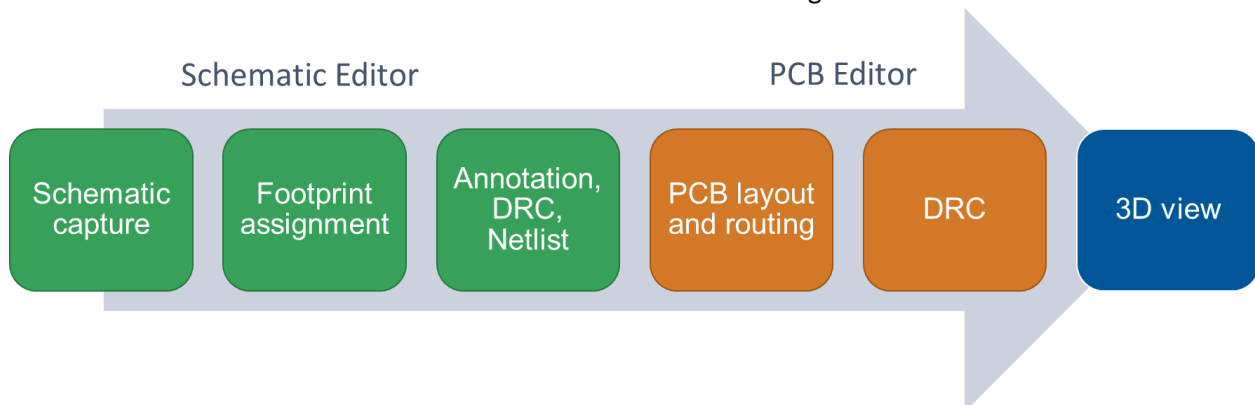 Schematic Editor
PCB Editor
Schematic
capture
Footprint
assignment
Annotation,
DRC,
Netlist
PCB layout
and routing
DRC
3D view